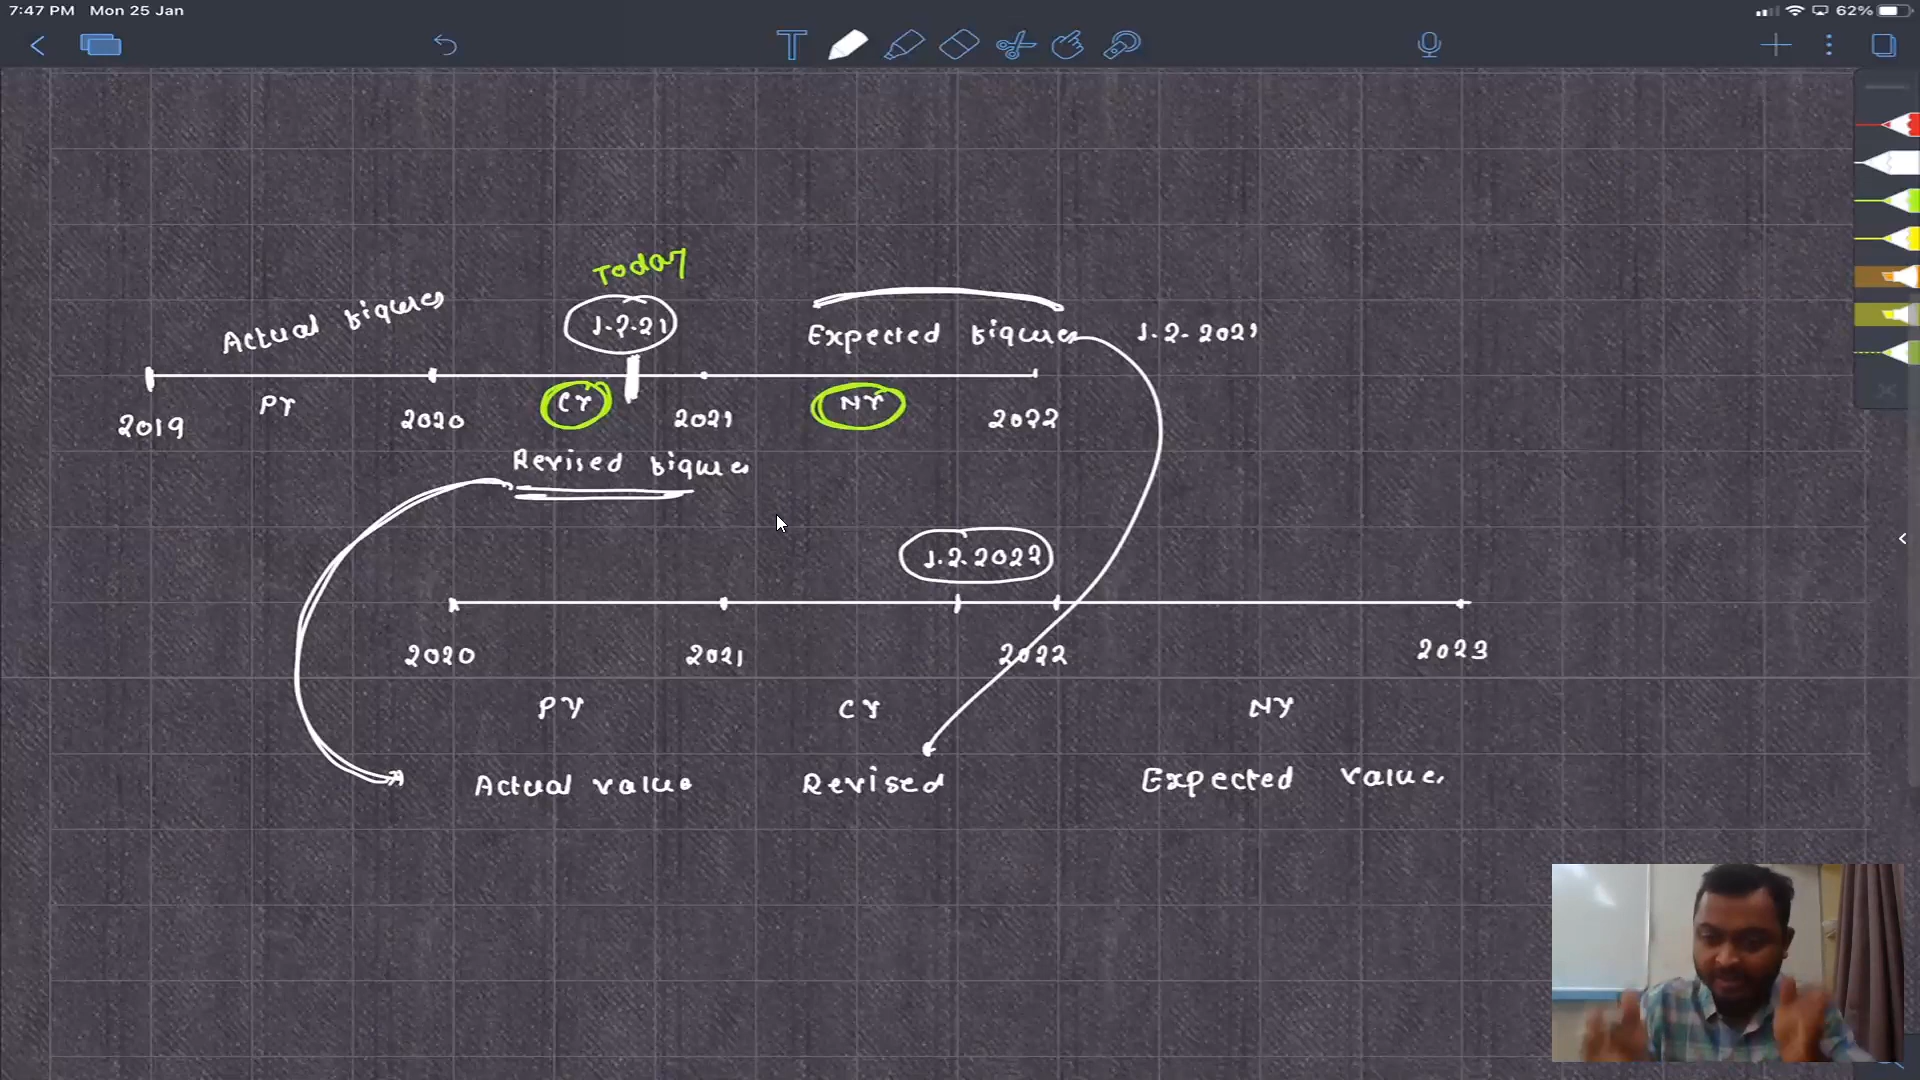 7:47 PM Mon 25 Jan
62%
Today
Actual figures
1.2.21
Expected figures
1.2.2021
PY
CY
NY
2019
2020
2021
2022
Revised figures
1.2.2022
2020
2021
2022
2023
PY
CY
NY
Actual value
Revised
Expected value.